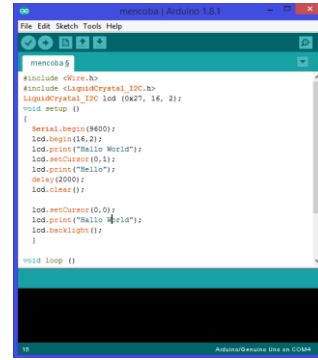 mencoba | Arduino 1.8.1
File Edit Sketch Tools Help
mencoba §
#include <Wire.h>
#include <LiquidCrystal_I2C.h>
LiquidCrystal_I2C lcd (0x27, 16, 2);
void setup ()
{
Serial.begin(9600);
lcd.begin(16,2);
lcd.print("Hallo World");
lcd.setCursor(0,1);
lcd.print("Hello");
delay(2000);
lcd.clear();
lcd.setCursor(0,0);
lcd.print("Hallo World");
lcd.backlight();
}
void loop ()
15 Arduino/Genuino Uno on COM4